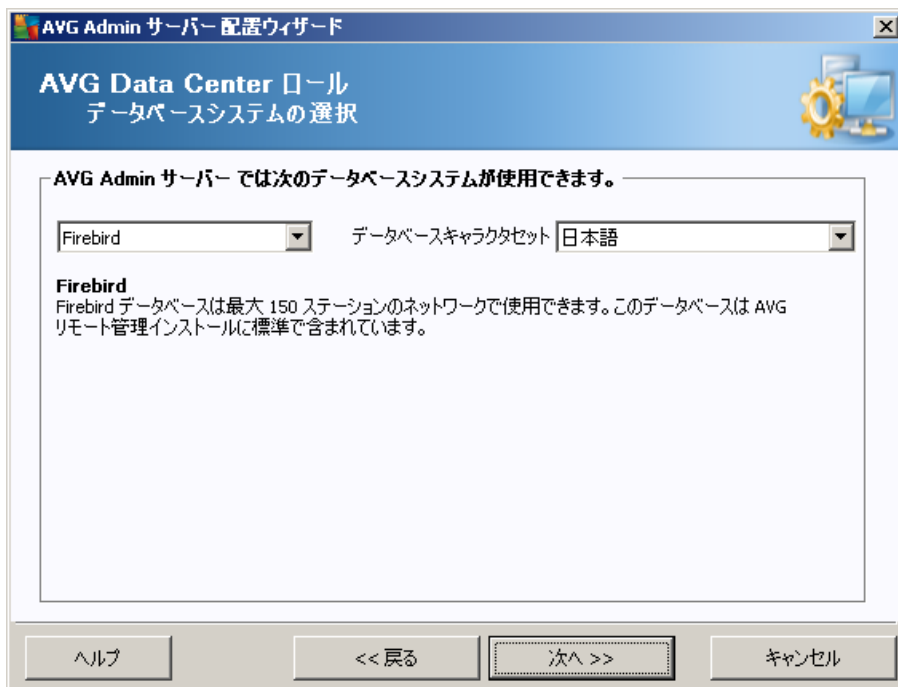 AVG Admin サーバー 配置ウィザード
AVG Data Center ロール
データベースシステムの選択
AVG Admin サーバー では次のデータベースシステムが使用できます。
Firebird データベースキャラクタセット 日本語
Firebird
Firebird データベースは最大 150 ステーションのネットワークで使用できます。このデータベースは AVG
リモート管理インストールに標準で含まれています。
ヘルプ << 戻る 次へ >> キャンセル